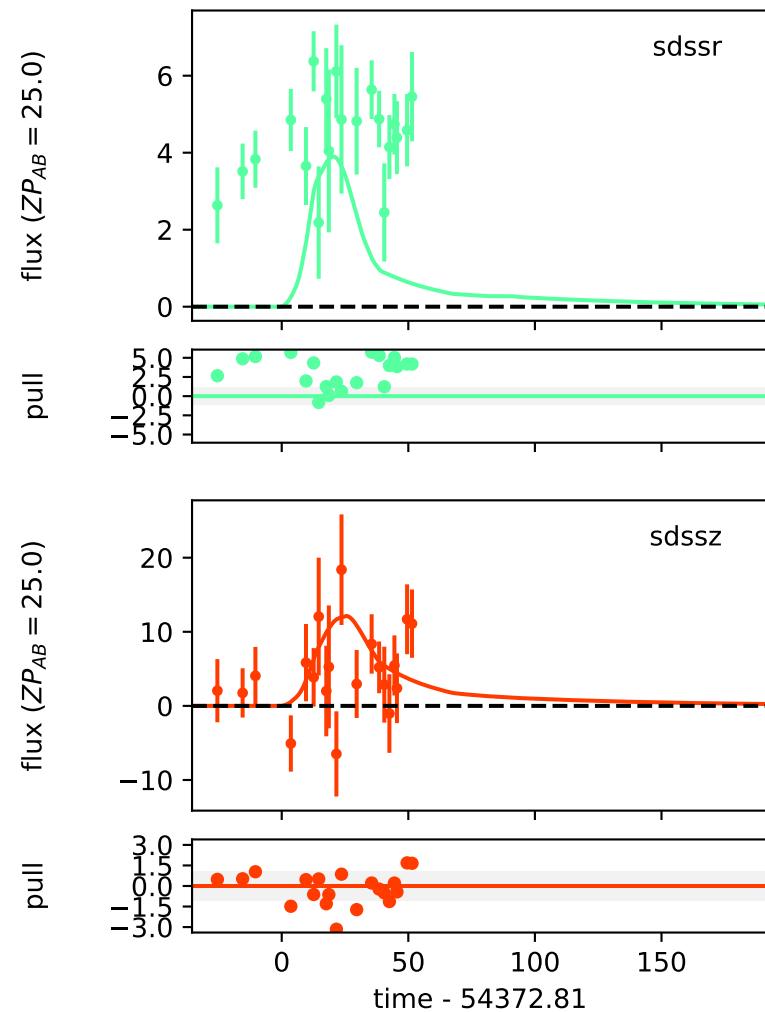 sdssr
flux (ZP_AB = 25.0)
6
4
2
0
pull
5.0
2.5
0.0
−2.5
−5.0
sdssz
flux (ZP_AB = 25.0)
20
10
0
−10
pull
3.0
1.5
0.0
−1.5
−3.0
0 50 100 150
time - 54372.81